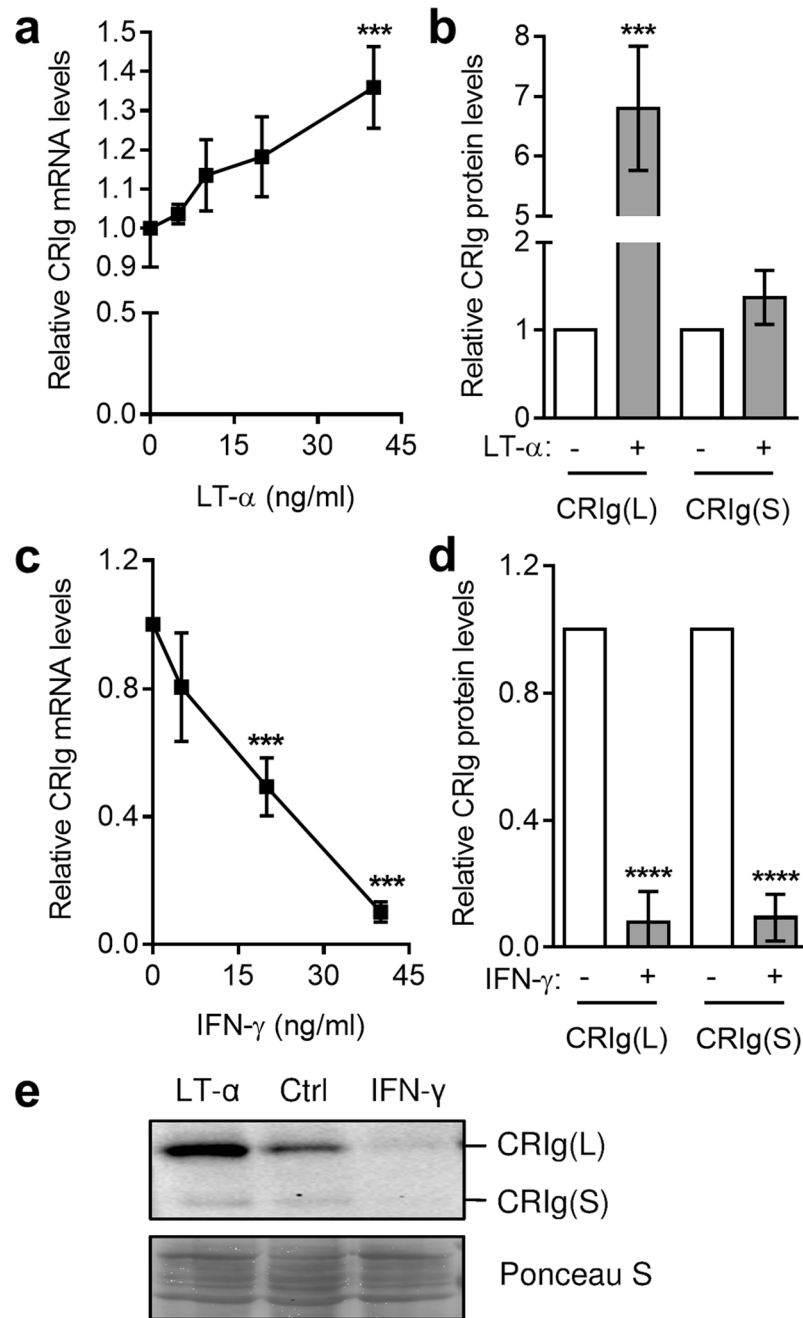 a
Relative CRIg mRNA levels
1.5
1.4
1.3
1.2
1.1
1.0
0.9
0.5
0.0
***
0 15 30 45
LT-α (ng/ml)
b
Relative CRIg protein levels
8
7
6
5
2
1
0
***
LT-α: - + - +
CRIg(L) CRIg(S)
c
Relative CRIg mRNA levels
1.2
0.8
0.4
0.0
***
***
0 15 30 45
IFN-γ (ng/ml)
d
Relative CRIg protein levels
1.2
0.8
0.4
0.0
**** ****
IFN-γ: - + - +
CRIg(L) CRIg(S)
e
LT-α Ctrl IFN-γ
CRIg(L)
CRIg(S)
Ponceau S